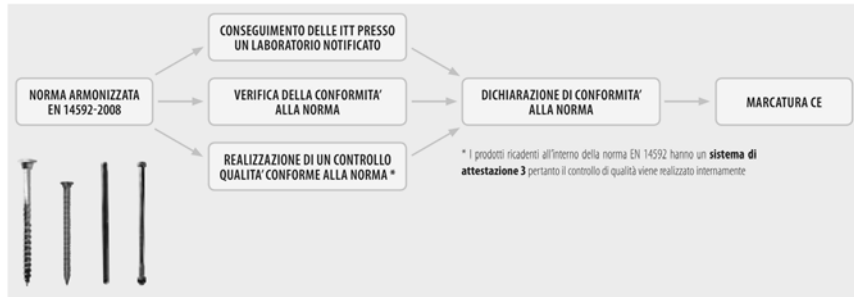 CONSEGUIMENTO DELLE ITT PRESSO
UN LABORATORIO NOTIFICATO
NORMA ARMONIZZATA
EN 14592-2008
VERIFICA DELLA CONFORMITA'
ALLA NORMA
DICHIARAZIONE DI CONFORMITA'
ALLA NORMA
MARCATURA CE
REALIZZAZIONE DI UN CONTROLLO
QUALITA' CONFORME ALLA NORMA *
* I prodotti ricadenti all'interno della norma EN 14592 hanno un sistema di
attestazione 3 pertanto il controllo di qualità viene realizzato internamente